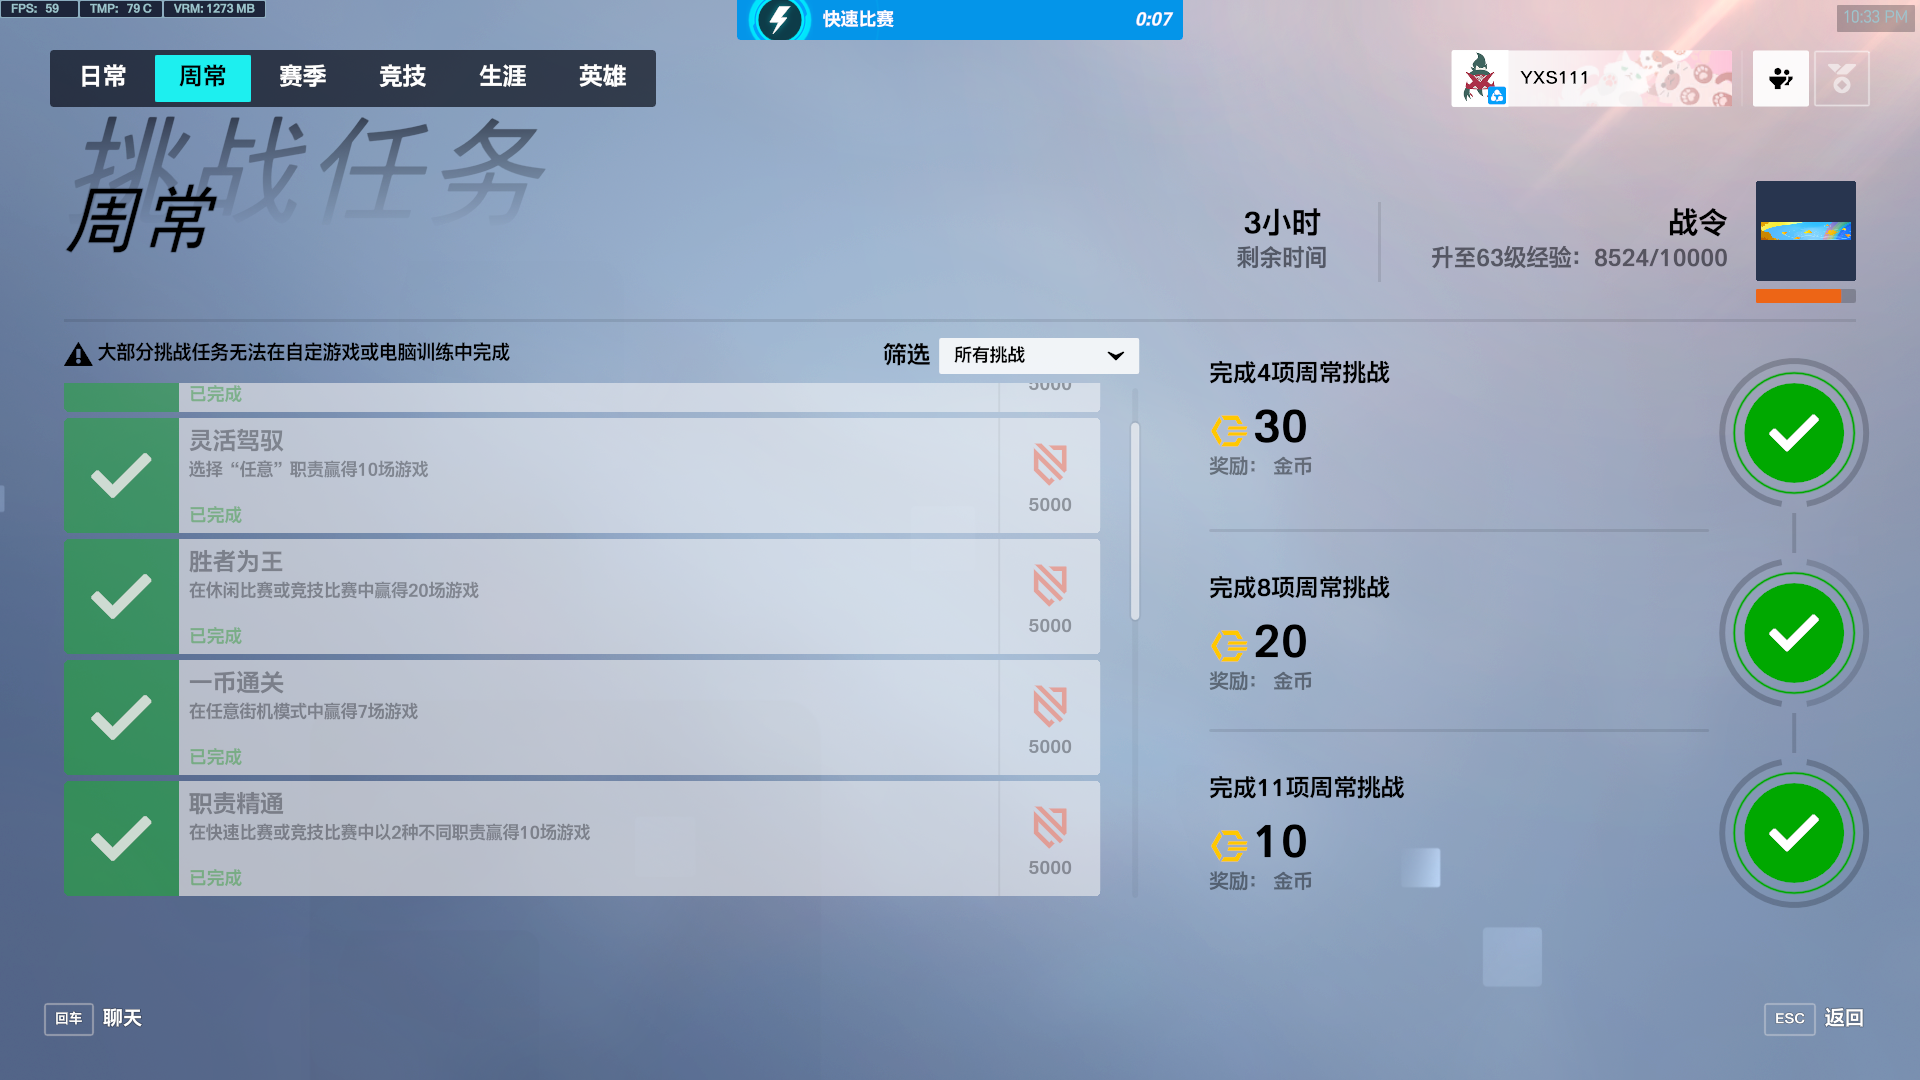 FPS: 59 TMP: 79 C VRM: 1273 MB
快速比赛 0:07
10:33 PM
日常 周常 赛季 竞技 生涯 英雄
YXS111
挑战任务
周常
3小时
剩余时间
战令
升至63级经验：8524/10000
大部分挑战任务无法在自定游戏或电脑训练中完成
筛选 所有挑战
已完成
5000
灵活驾驭
选择“任意”职责赢得10场游戏
已完成
5000
胜者为王
在休闲比赛或竞技比赛中赢得20场游戏
已完成
5000
一币通关
在任意街机模式中赢得7场游戏
已完成
5000
职责精通
在快速比赛或竞技比赛中以2种不同职责赢得10场游戏
已完成
5000
完成4项周常挑战
30
奖励： 金币
完成8项周常挑战
20
奖励： 金币
完成11项周常挑战
10
奖励： 金币
回车 聊天
ESC 返回